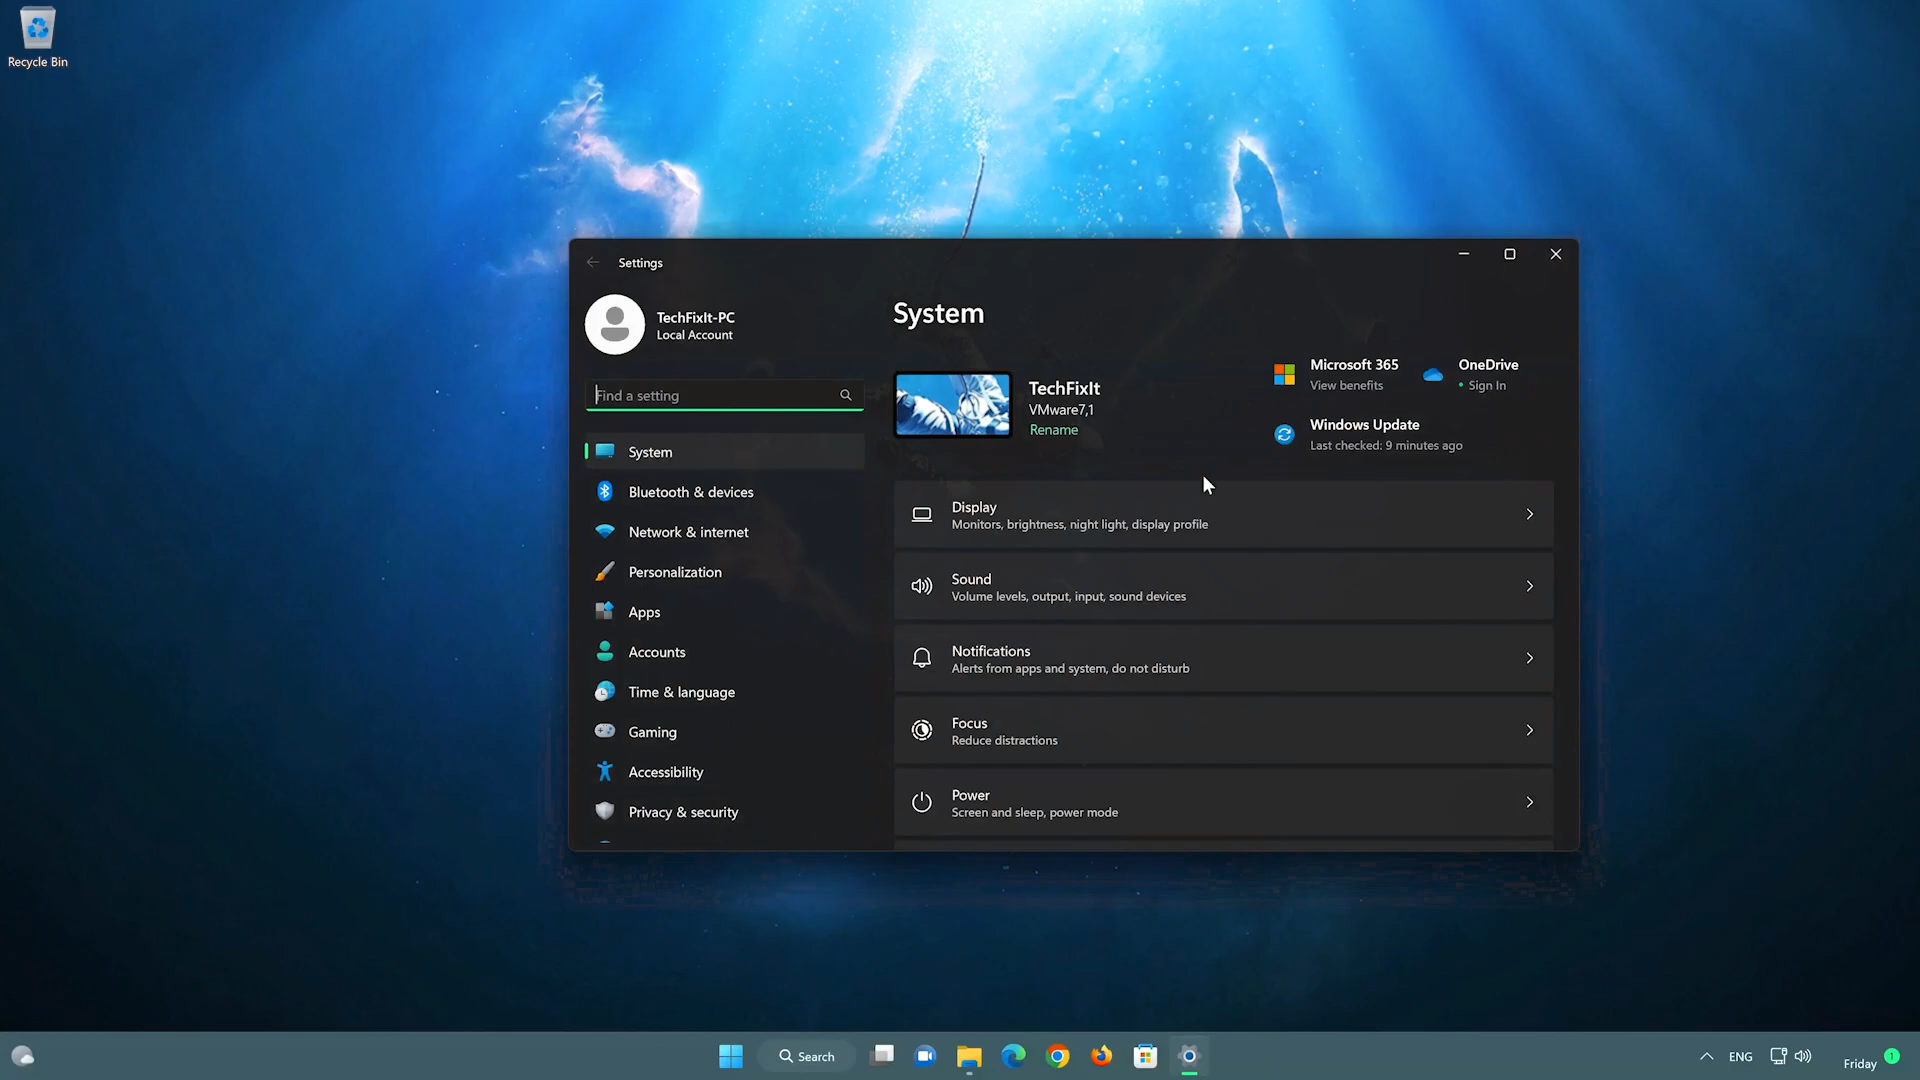 Recycle Bin
Settings
TechFixIt-PC
Local Account
Find a setting
System
Bluetooth & devices
Network & internet
Personalization
Apps
Accounts
Time & language
Gaming
Accessibility
Privacy & security
System
TechFixIt
VMware7,1
Rename
Microsoft 365
View benefits
OneDrive
• Sign In
Windows Update
Last checked: 9 minutes ago
Display
Monitors, brightness, night light, display profile
Sound
Volume levels, output, input, sound devices
Notifications
Alerts from apps and system, do not disturb
Focus
Reduce distractions
Power
Screen and sleep, power mode
Search
ENG
Friday
1